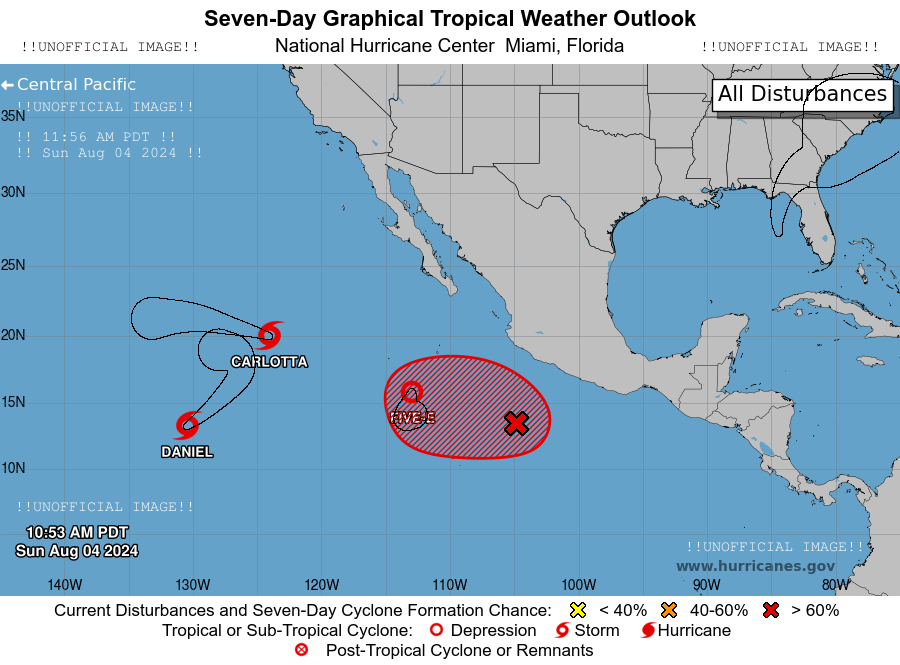 Seven-Day Graphical Tropical Weather Outlook
!!UNOFFICIAL IMAGE!! National Hurricane Center Miami, Florida !!UNOFFICIAL IMAGE!!
Central Pacific
All Disturbances
!!UNOFFICIAL IMAGE!!
35N
!! 11:56 AM PDT !!
!! Sun Aug 04 2024 !!
30N
25N
20N
CARLOTTA
15N
FIVE-E
DANIEL
10N
!!UNOFFICIAL IMAGE!!
10:53 AM PDT
Sun Aug 04 2024
!!UNOFFICIAL IMAGE!!
www.hurricanes.gov
140W 130W 120W 110W 100W 90W 80W
Current Disturbances and Seven-Day Cyclone Formation Chance: < 40% 40-60% > 60%
Tropical or Sub-Tropical Cyclone: Depression Storm Hurricane
Post-Tropical Cyclone or Remnants